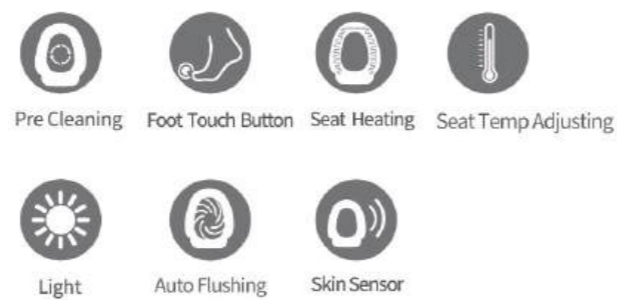 Pre Cleaning Foot Touch Button Seat Heating Seat Temp Adjusting
Light Auto Flushing Skin Sensor